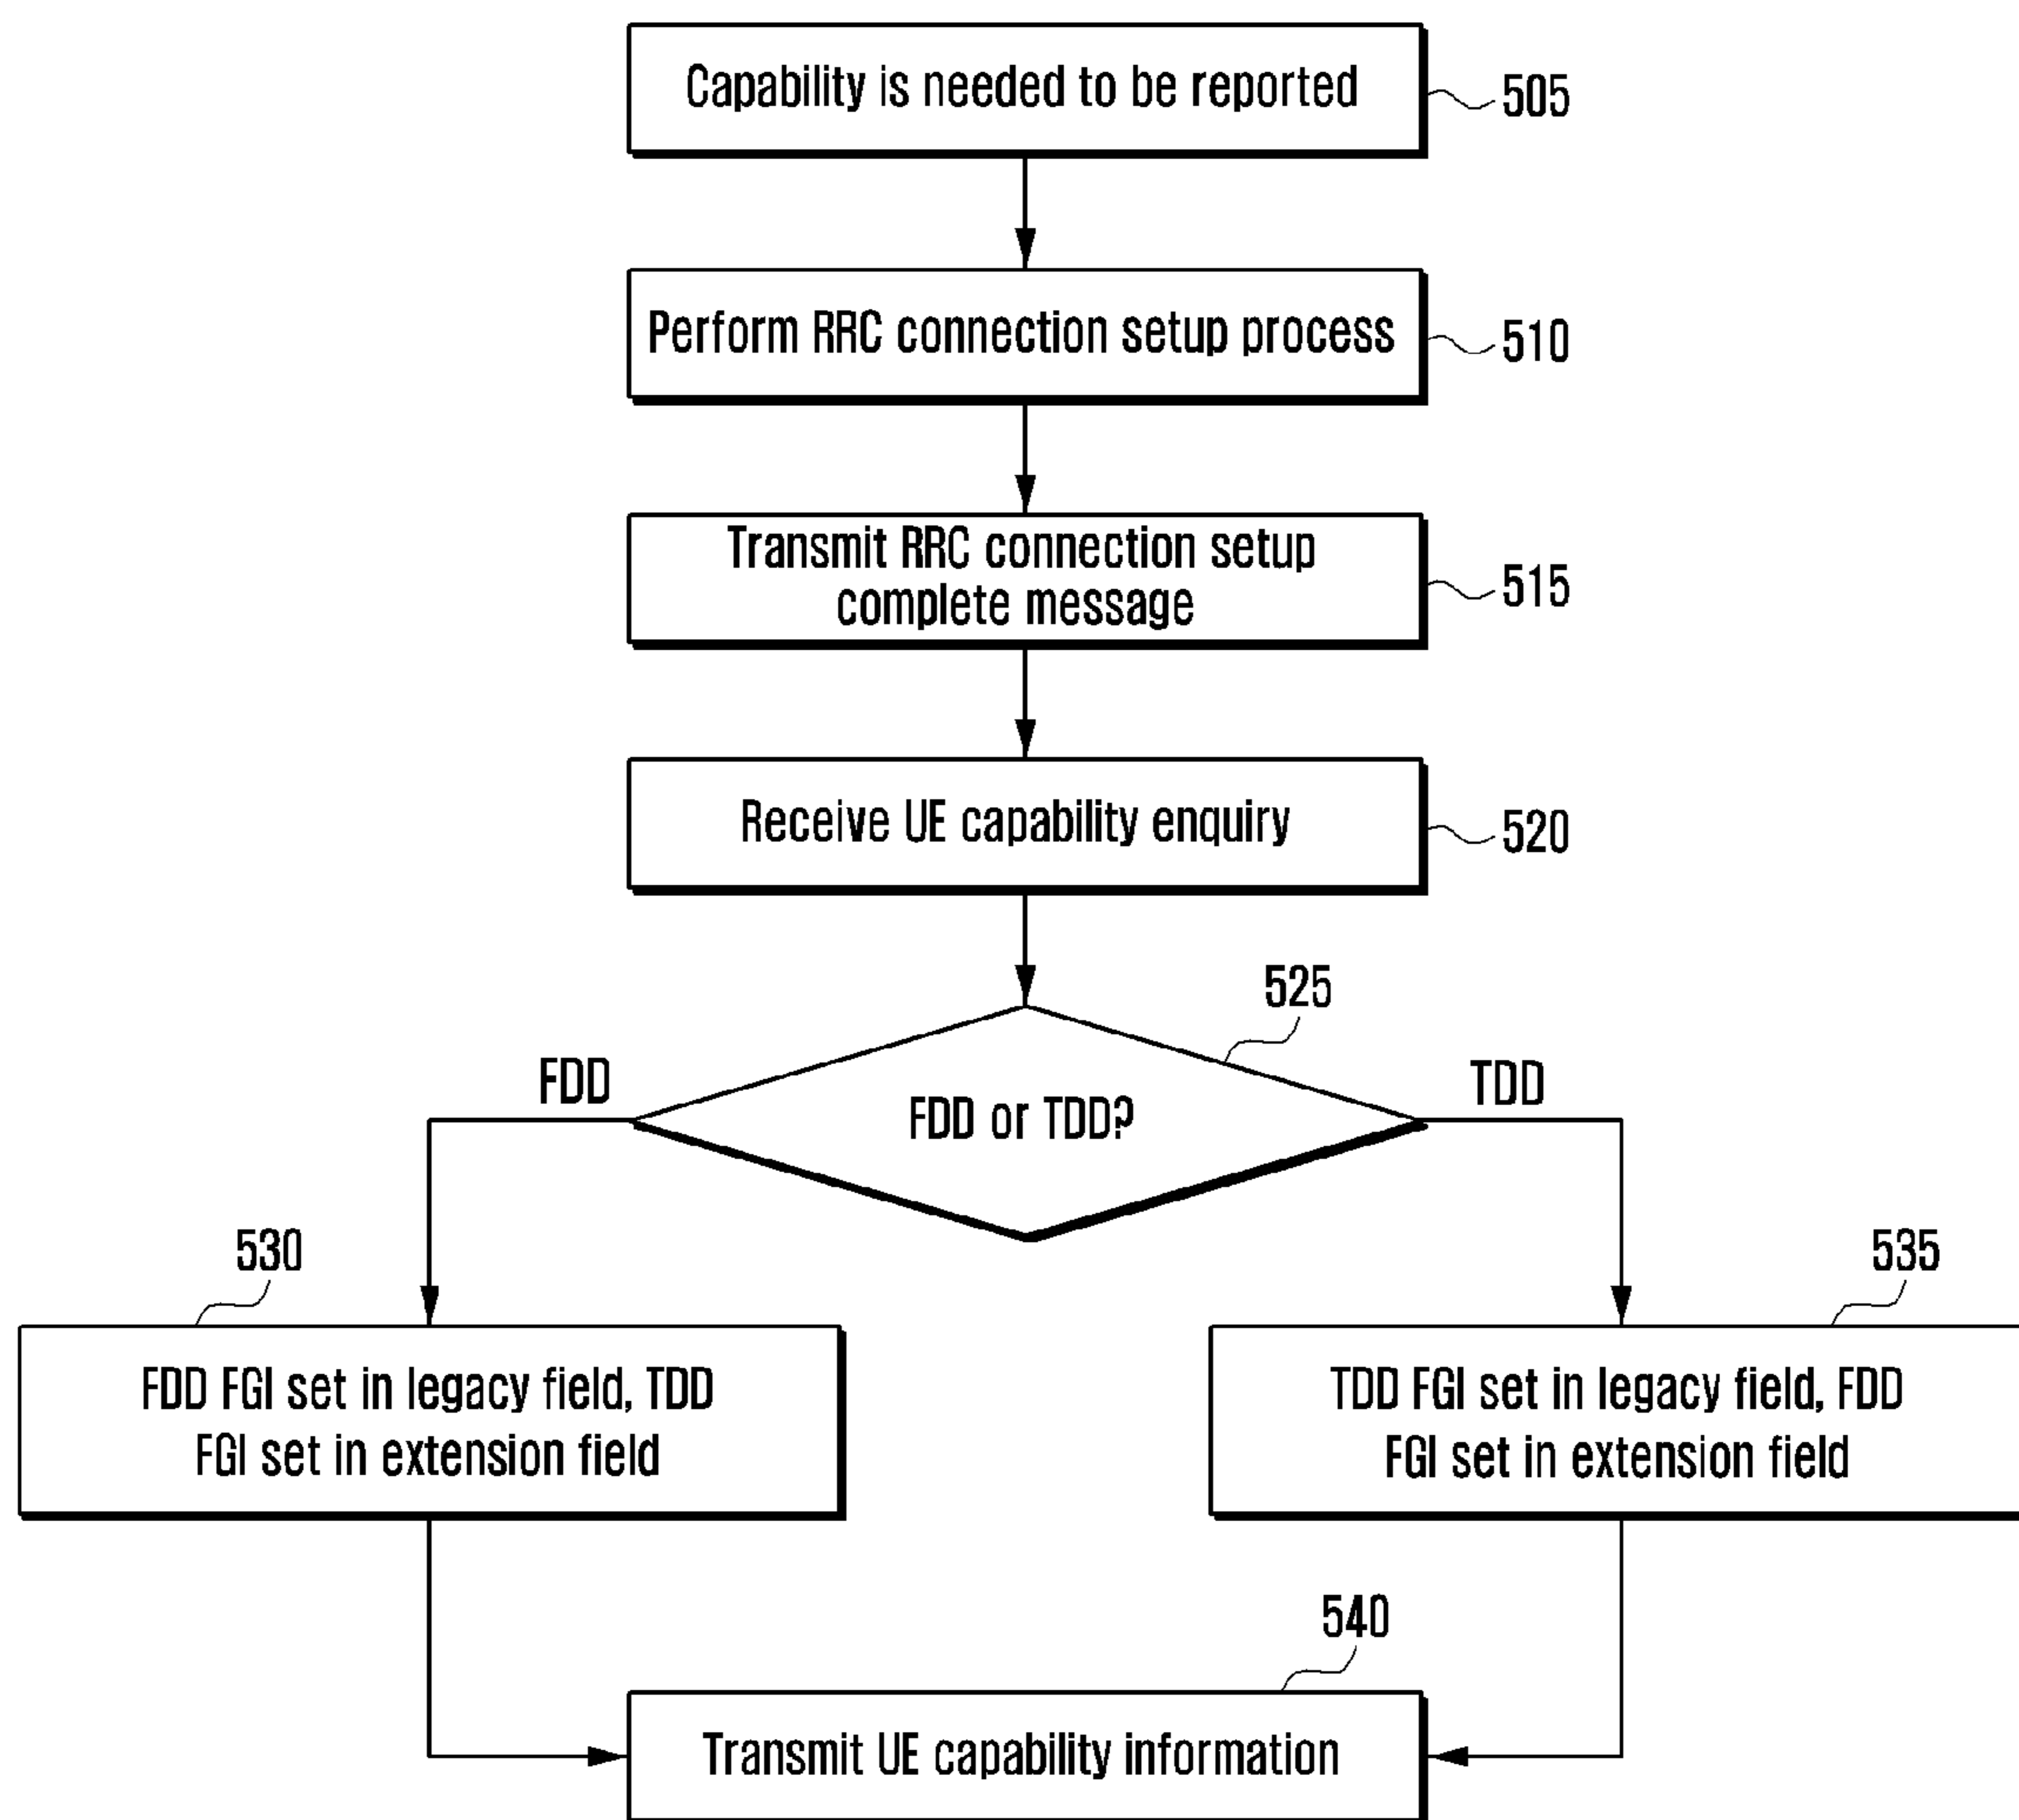 Capability is needed to be reported
505
Perform RRC connection setup process
510
Transmit RRC connection setup
complete message
515
Receive UE capability enquiry
520
525
FDD
FDD or TDD?
TDD
530
535
FDD FGI set in legacy field, TDD
FGI set in extension field
TDD FGI set in legacy field, FDD
FGI set in extension field
540
Transmit UE capability information